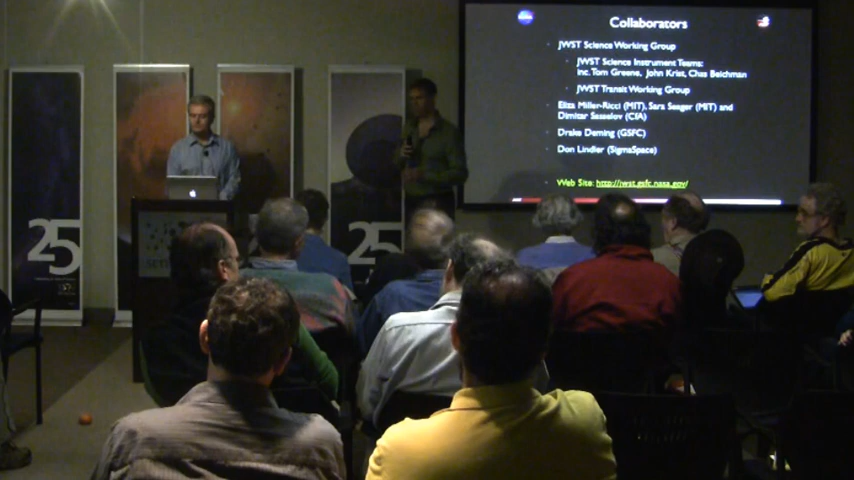 Collaborators
JWST Science Working Group
JWST Science Instrument Teams:
inc. Tom Greene, John Krist, Chas Beichman
JWST Transit Working Group
Eliza Miller-Ricci (MIT), Sara Seager (MIT) and
Dimitar Sasselov (CfA)
Drake Deming (GSFC)
Don Lindler (SigmaSpace)
Web Site: http://jwst.gsfc.nasa.gov/
25
25
SETI